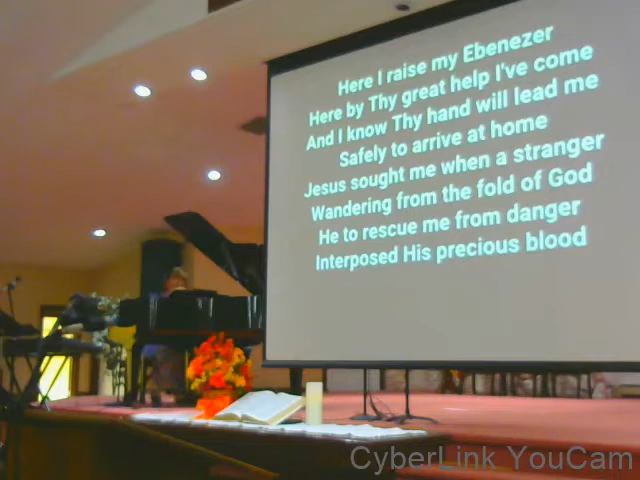 Here I raise my Ebenezer
Here by Thy great help I've come
And I know Thy hand will lead me
Safely to arrive at home
Jesus sought me when a stranger
Wandering from the fold of God
He to rescue me from danger
Interposed His precious blood
CyberLink YouCam